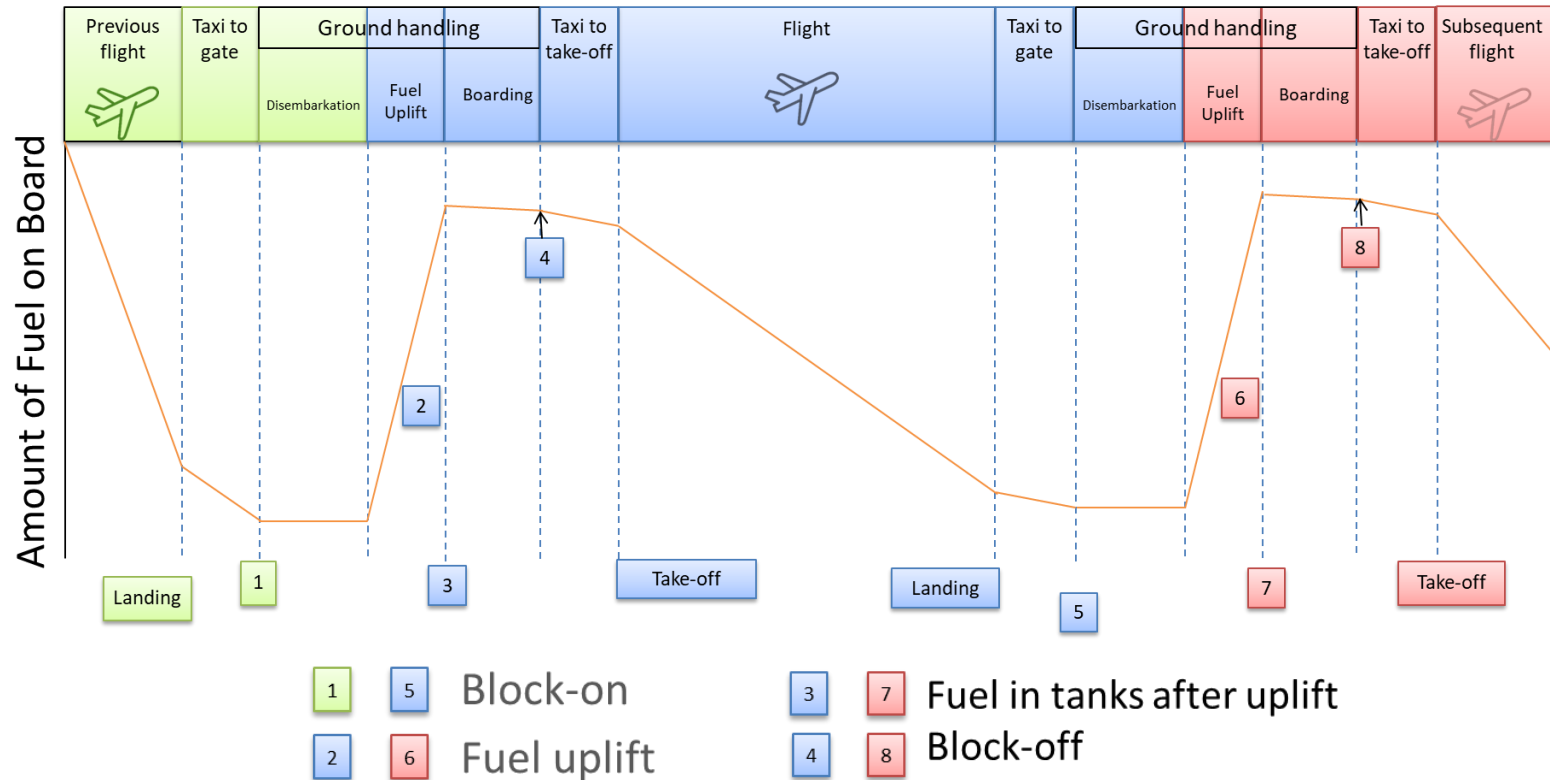 Previous
flight
Taxi to
gate
Ground handling
Disembarkation
Fuel
Uplift
Boarding
Taxi to
take-off
Flight
Taxi to
gate
Ground handling
Disembarkation
Fuel
Uplift
Boarding
Taxi to
take-off
Subsequent
flight
Amount of Fuel on Board
4
8
2
6
Landing
1
3
Take-off
Landing
5
7
Take-off
1 5 Block-on
2 6 Fuel uplift
3 7 Fuel in tanks after uplift
4 8 Block-off